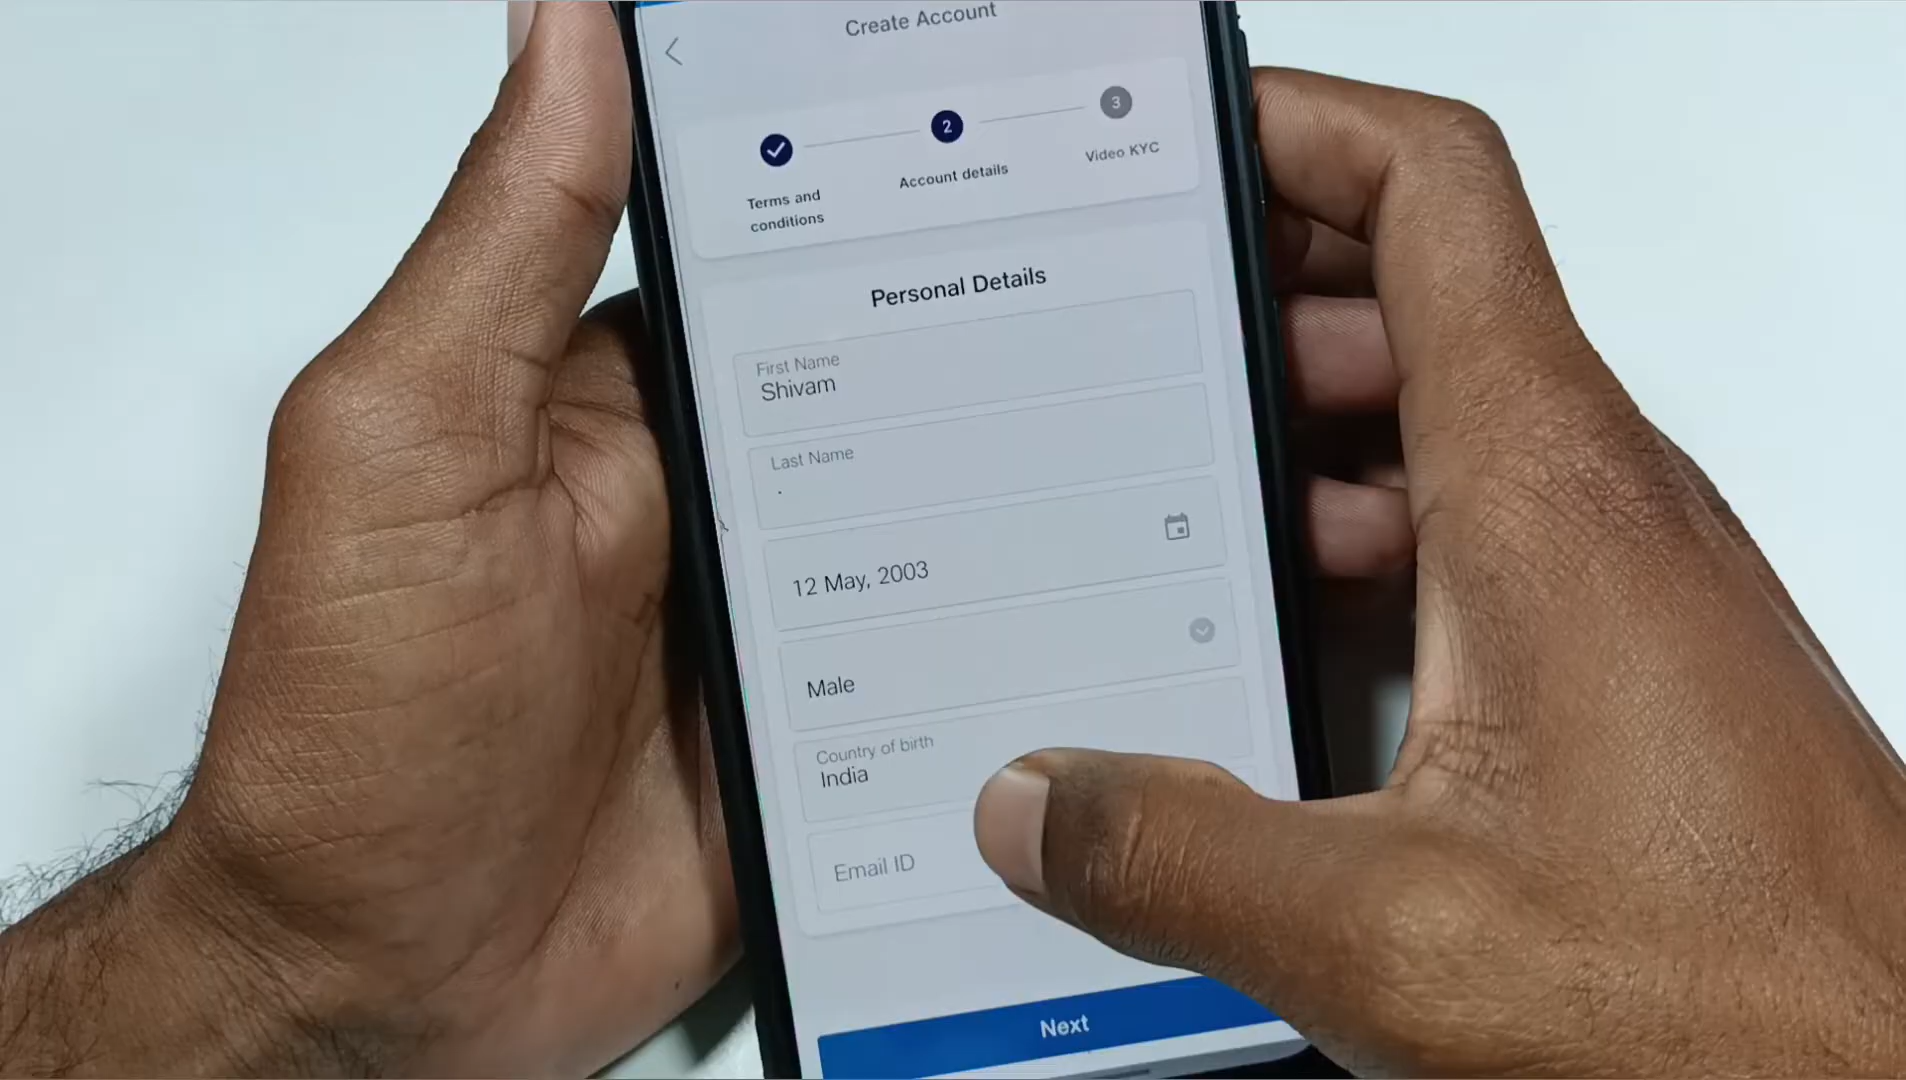 Create Account
2
3
Terms and
conditions
Account details
Video KYC
Personal Details
First Name
Shivam
Last Name
.
12 May, 2003
Male
Country of birth
India
Email ID
Next